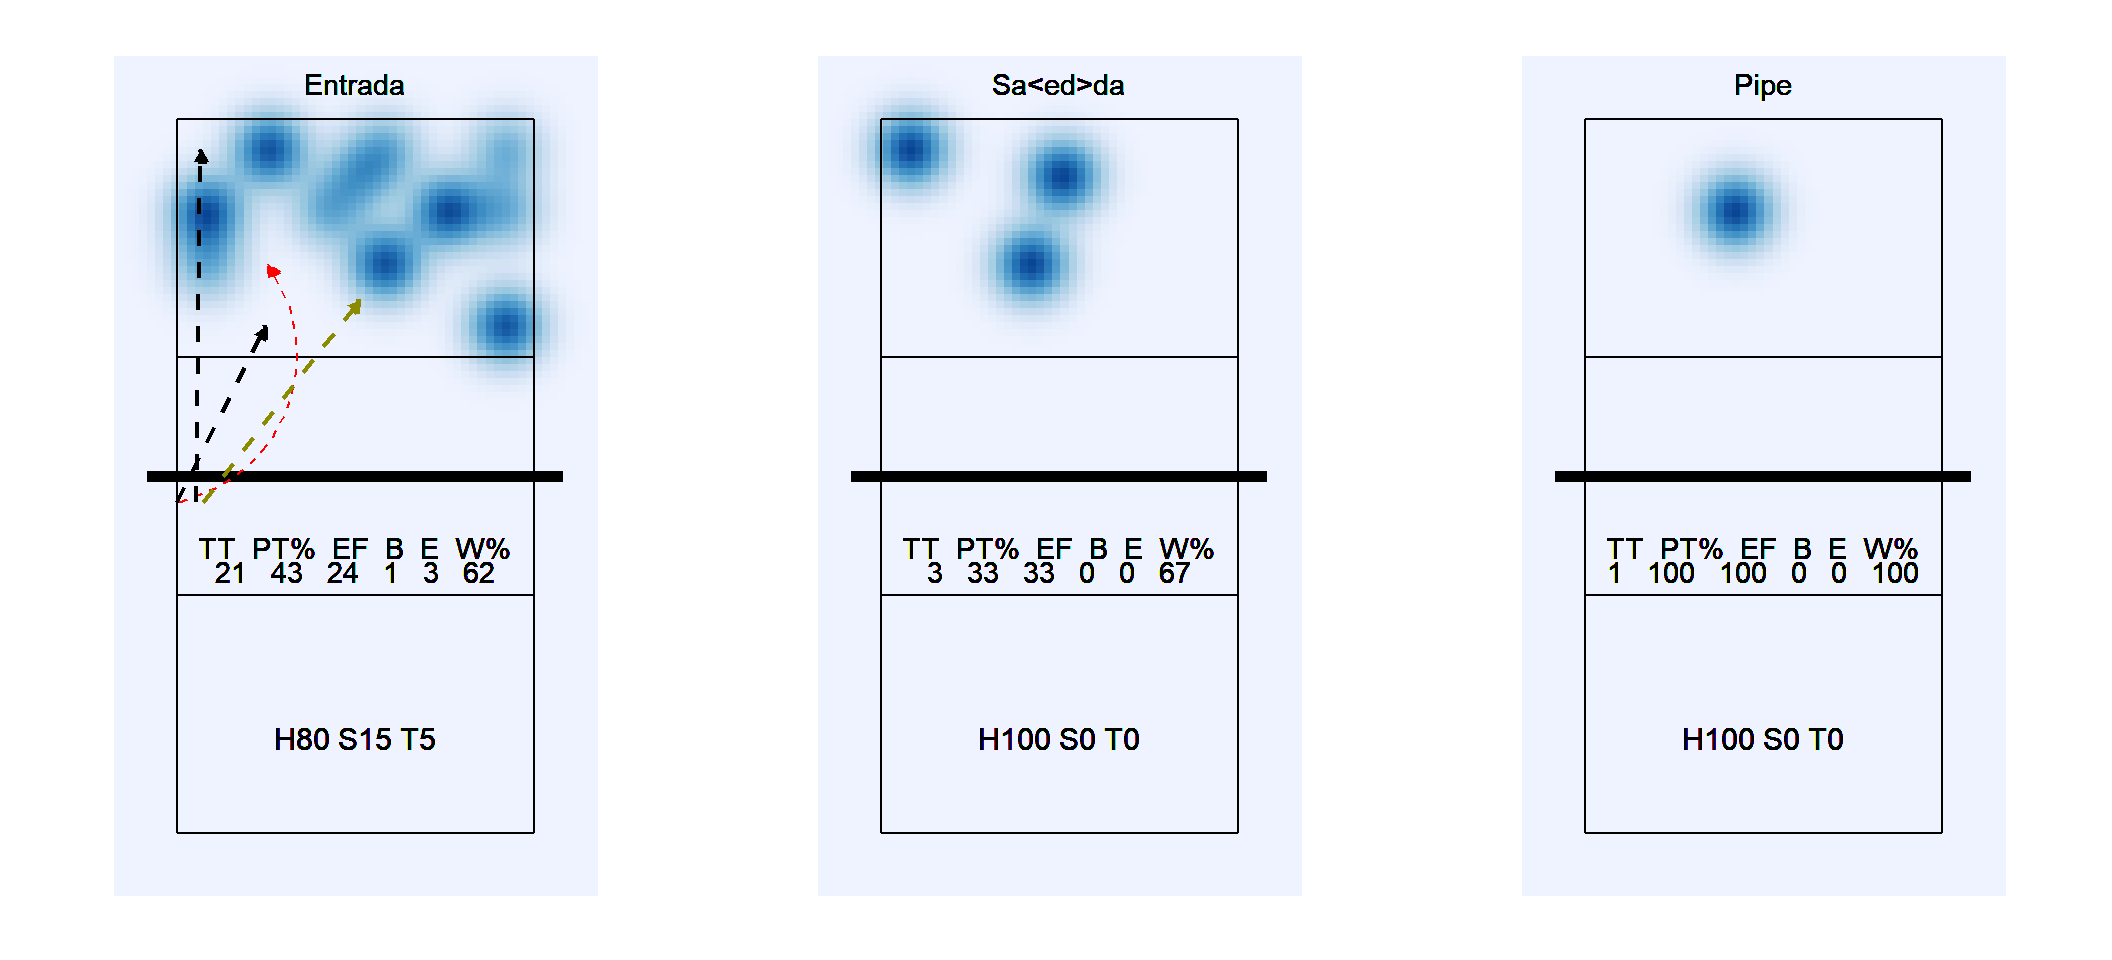 Entrada
TT PT% EF B E W%
21 43 24 1 3 62
H80 S15 T5
Sa<ed>da
TT PT% EF B E W%
3 33 33 0 0 67
H100 S0 T0
Pipe
TT PT% EF B E W%
1 100 100 0 0 100
H100 S0 T0